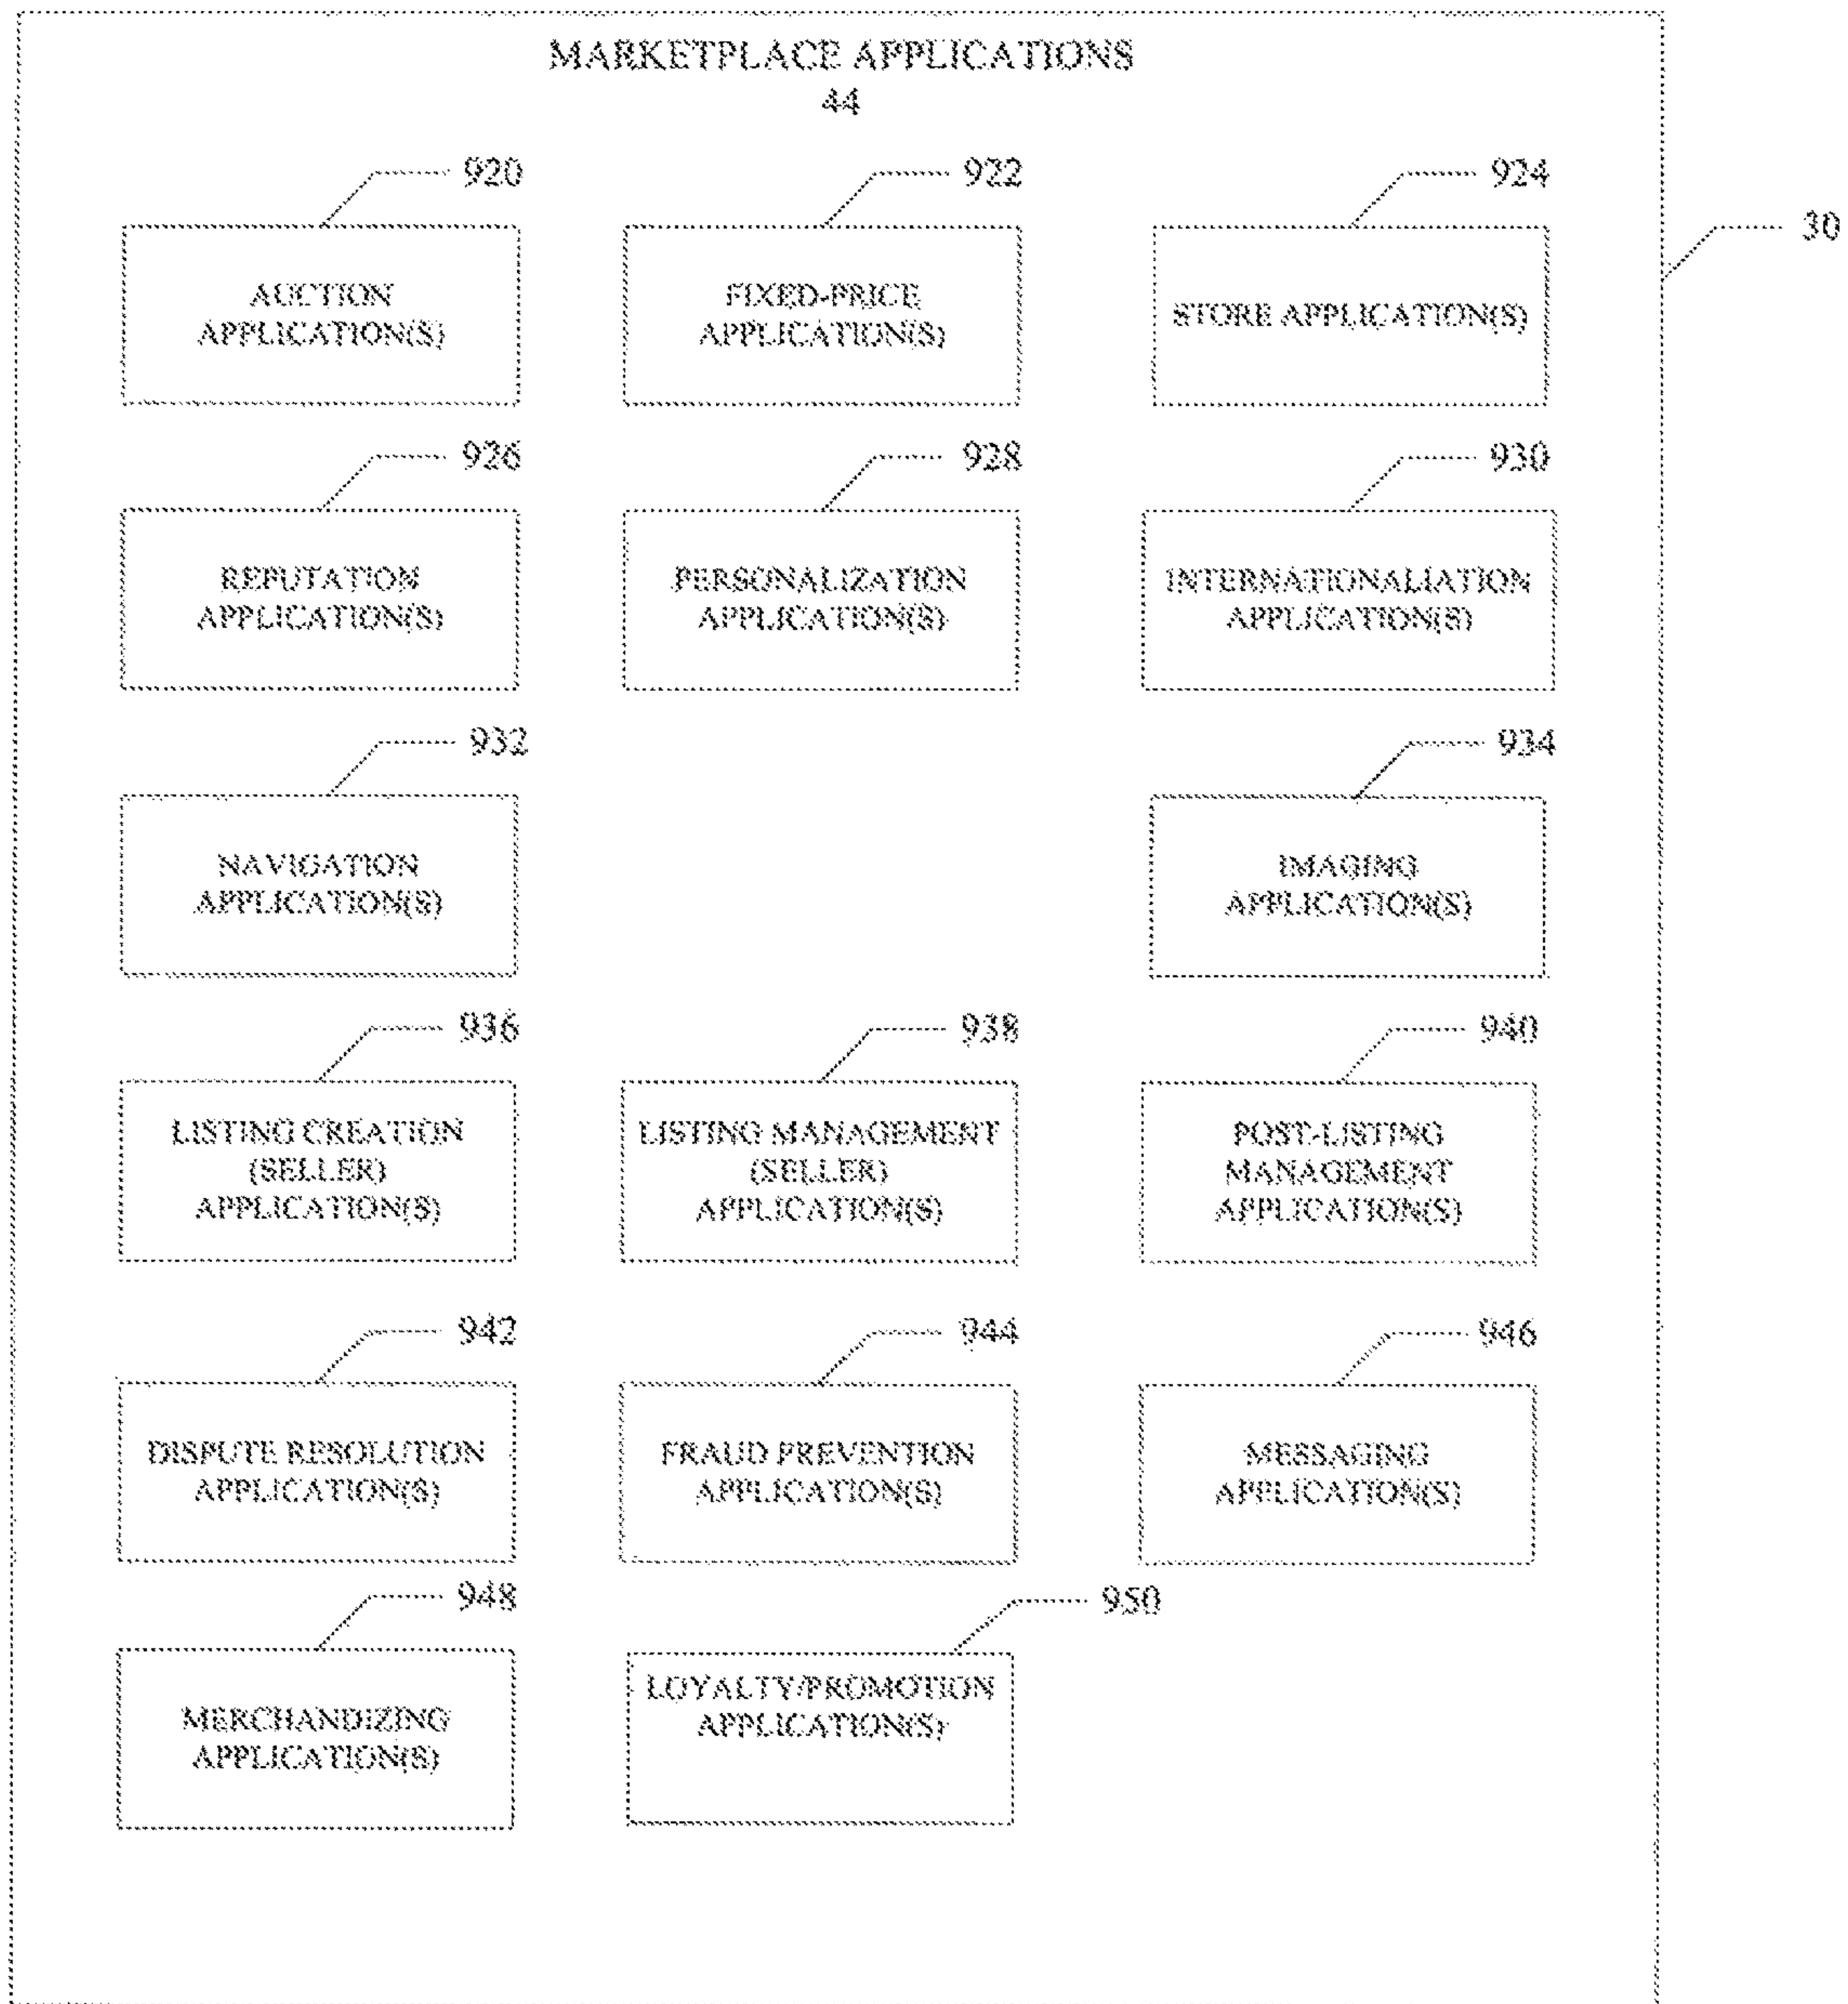 MARKETPLACE APPLICATIONS
44
920
922
924
30
AUCTION
APPLICATION(S)
FIXED-PRICE
APPLICATION(S)
STORE APPLICATION(S)
926
928
930
REPUTATION
APPLICATION(S)
PERSONALIZATION
APPLICATION(S)
INTERNATIONALIATION
APPLICATION(S)
932
934
NAVIGATION
APPLICATION(S)
IMAGING
APPLICATION(S)
936
938
940
LISTING CREATION
(SELLER)
APPLICATION(S)
LISTING MANAGEMENT
(SELLER)
APPLICATION(S)
POST-LISTING
MANAGEMENT
APPLICATION(S)
942
944
946
DISPUTE RESOLUTION
APPLICATION(S)
FRAUD PREVENTION
APPLICATION(S)
MESSAGING
APPLICATION(S)
948
950
MERCHANDIZING
APPLICATION(S)
LOYALTY/PROMOTION
APPLICATION(S)